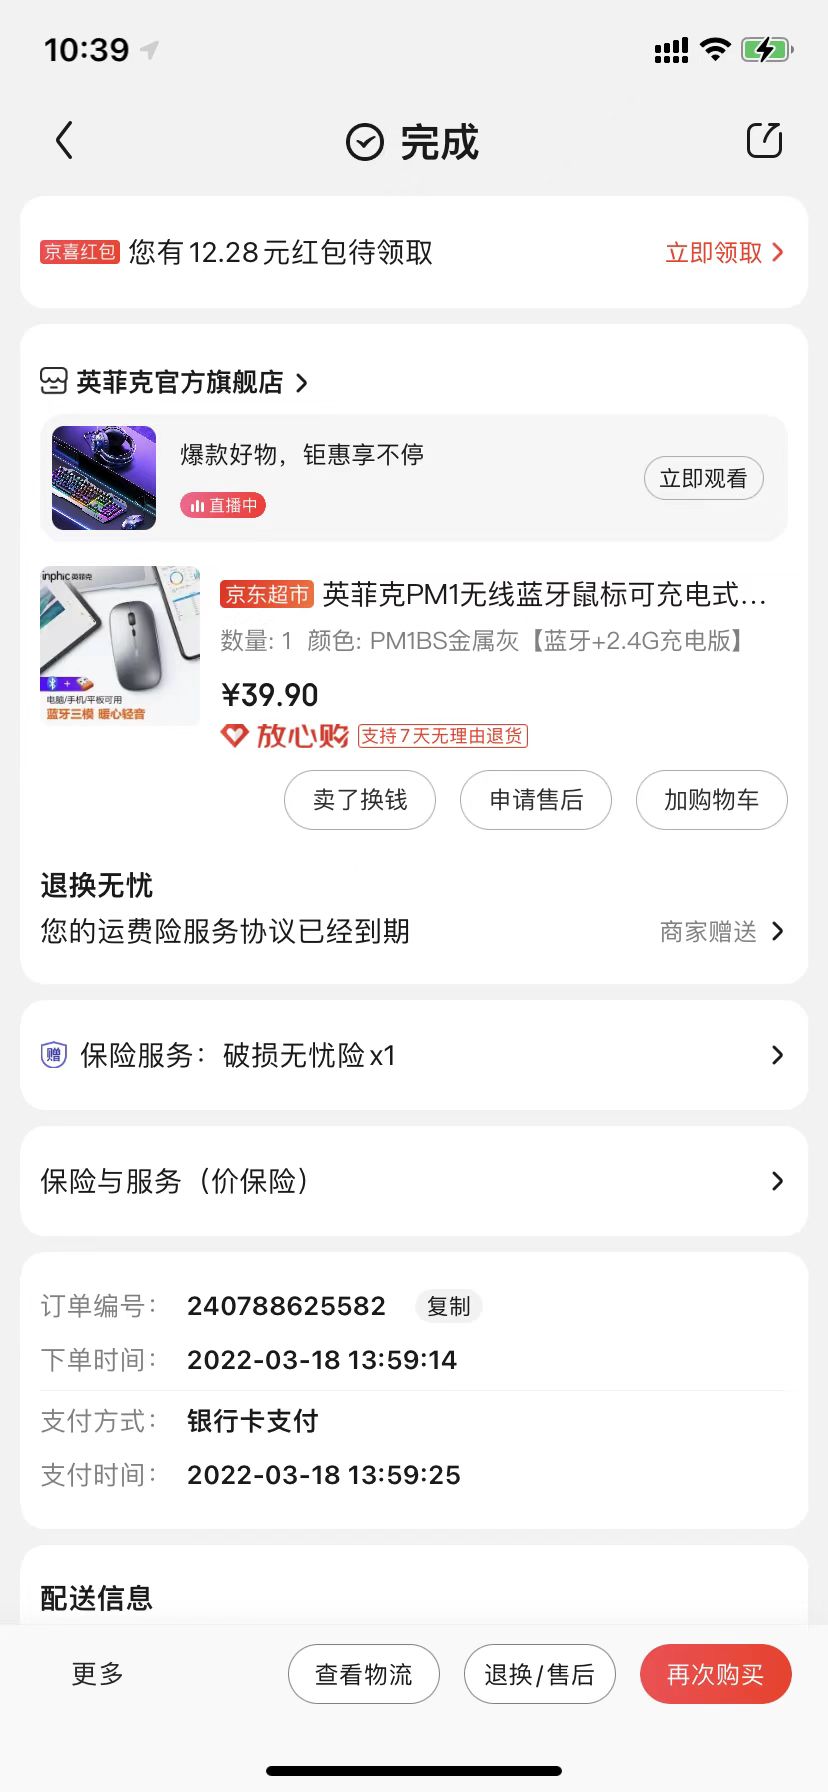 10:39
完成
京喜红包 您有12.28元红包待领取 立即领取
英菲克官方旗舰店
爆款好物，钜惠享不停
直播中
立即观看
inphic英菲克
电脑/手机/平板可用
蓝牙三模 暖心轻音
京东超市 英菲克PM1无线蓝牙鼠标可充电式...
数量: 1 颜色: PM1BS金属灰【蓝牙+2.4G充电版】
¥39.90
放心购 支持7天无理由退货
卖了换钱 申请售后 加购物车
退换无忧
您的运费险服务协议已经到期 商家赠送
赠 保险服务：破损无忧险x1
保险与服务（价保险）
订单编号： 240788625582 复制
下单时间： 2022-03-18 13:59:14
支付方式： 银行卡支付
支付时间： 2022-03-18 13:59:25
配送信息
更多 查看物流 退换/售后 再次购买